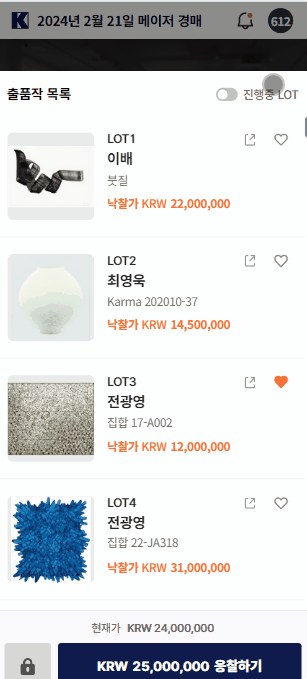 K 2024년 2월 21일 메이저 경매 612
출품작 목록 진행중 LOT
LOT1
이배
붓질
낙찰가 KRW 22,000,000
LOT2
최영욱
Karma 202010-37
낙찰가 KRW 14,500,000
LOT3
전광영
집합 17-A002
낙찰가 KRW 12,000,000
LOT4
전광영
집합 22-JA318
낙찰가 KRW 31,000,000
현재가 KRW 24,000,000
KRW 25,000,000 응찰하기